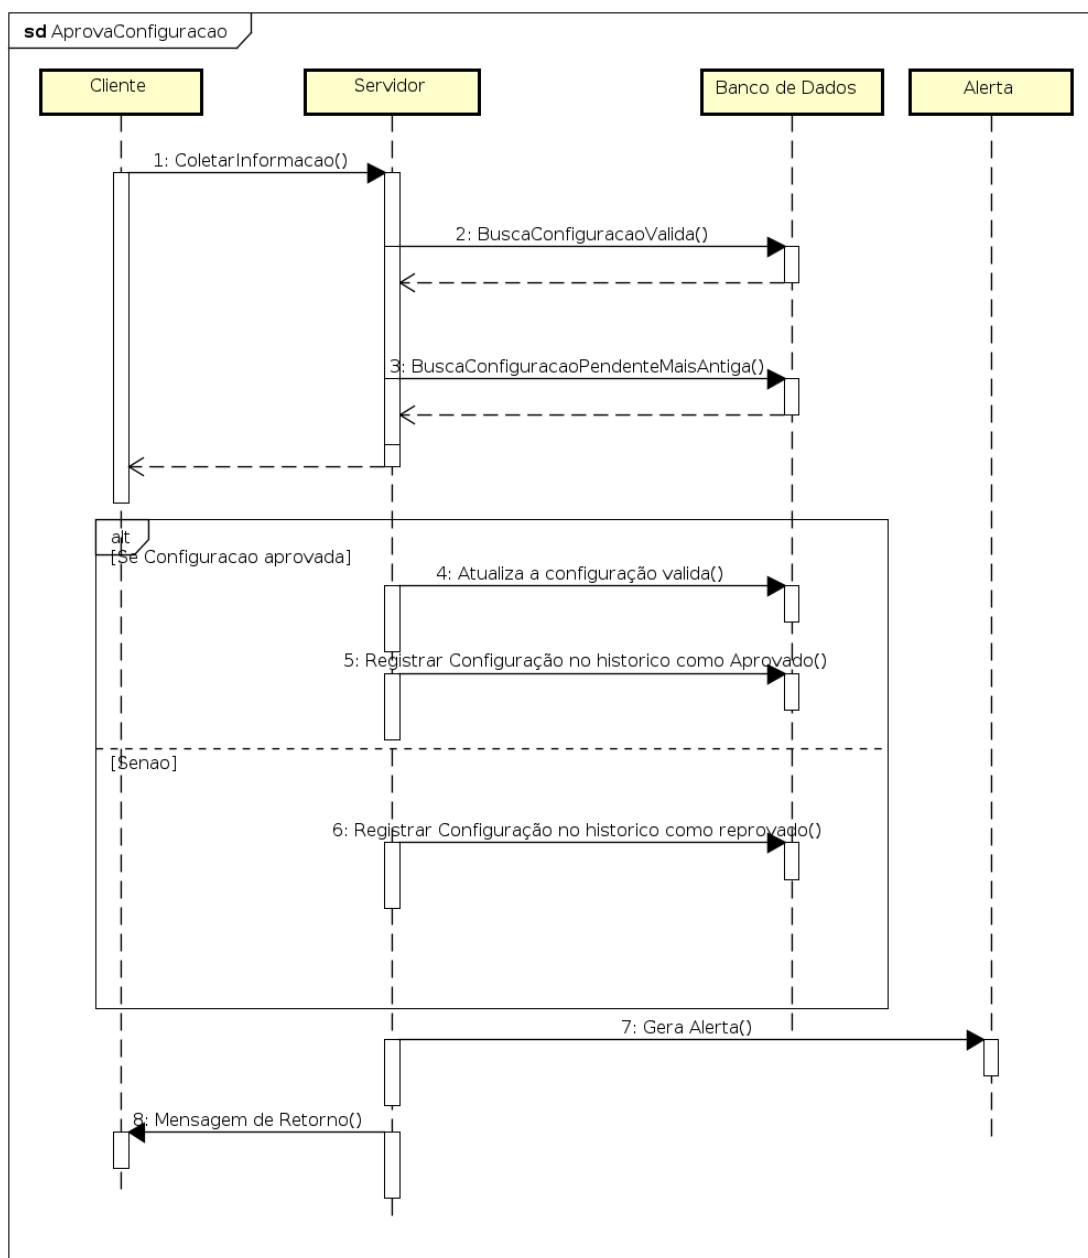 sd AprovaConfiguracao
Cliente
Servidor
Banco de Dados
Alerta
1: ColetarInformacao()
2: BuscaConfiguracaoValida()
3: BuscaConfiguracaoPendenteMaisAntiga()
alt
[Se Configuracao aprovada]
4: Atualiza a configuração valida()
5: Registrar Configuração no historico como Aprovado()
[Senao]
6: Registrar Configuração no historico como reprovado()
7: Gera Alerta()
8: Mensagem de Retorno()